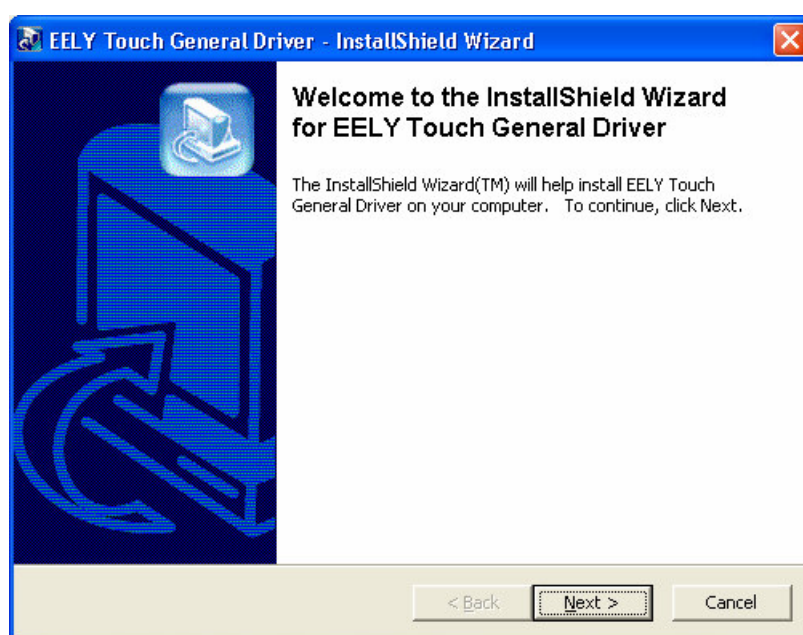 EELY Touch General Driver - InstallShield Wizard
Welcome to the InstallShield Wizard
for EELY Touch General Driver
The InstallShield Wizard(TM) will help install EELY Touch
General Driver on your computer. To continue, click Next.
< Back
Next >
Cancel